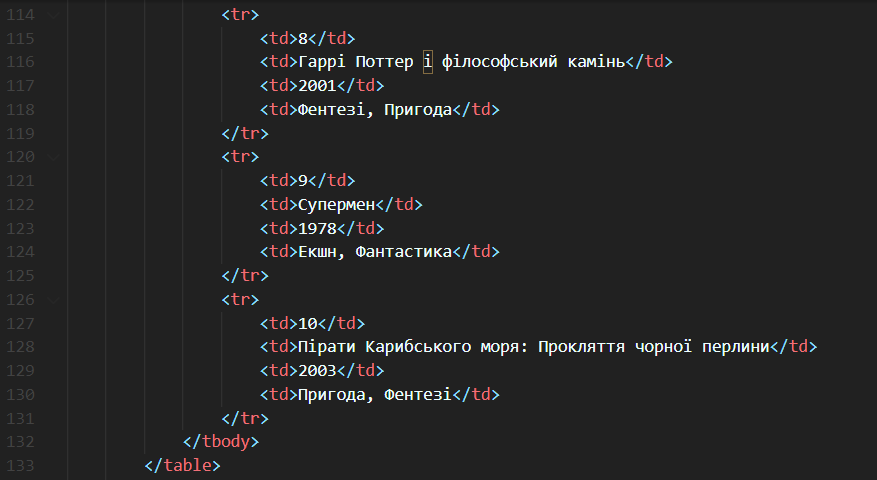 114 <tr>
115 <td>8</td>
116 <td>Гаррі Поттер і філософський камінь</td>
117 <td>2001</td>
118 <td>Фентезі, Пригода</td>
119 </tr>
120 <tr>
121 <td>9</td>
122 <td>Супермен</td>
123 <td>1978</td>
124 <td>Екшн, Фантастика</td>
125 </tr>
126 <tr>
127 <td>10</td>
128 <td>Пірати Карибського моря: Прокляття чорної перлини</td>
129 <td>2003</td>
130 <td>Пригода, Фентезі</td>
131 </tr>
132 </tbody>
133 </table>